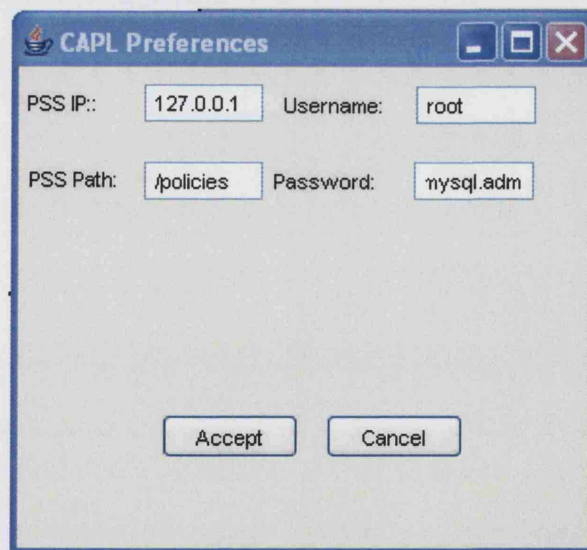 CAPL Preferences
PSS IP:: 127.0.0.1 Username: root
PSS Path: /policies Password: mysql.adm
Accept Cancel